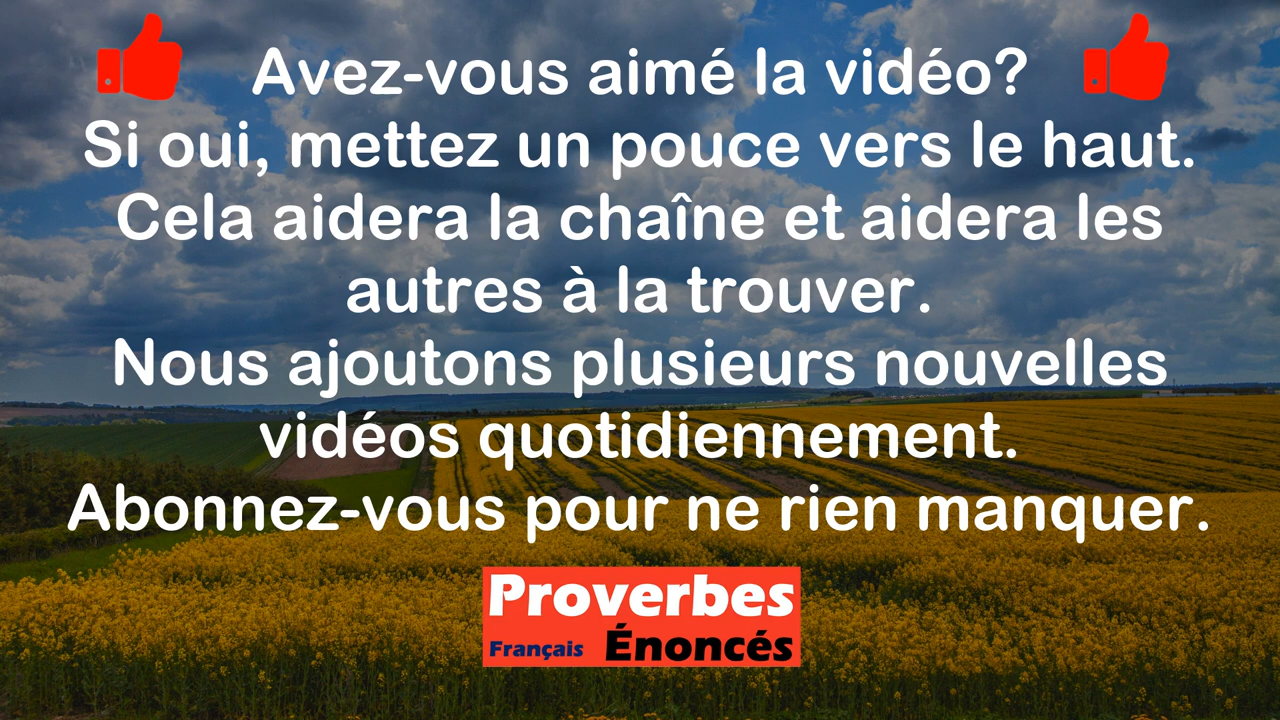 Avez-vous aimé la vidéo?
Si oui, mettez un pouce vers le haut.
Cela aidera la chaîne et aidera les
autres à la trouver.
Nous ajoutons plusieurs nouvelles
vidéos quotidiennement.
Abonnez-vous pour ne rien manquer.
Proverbes
Français Énoncés